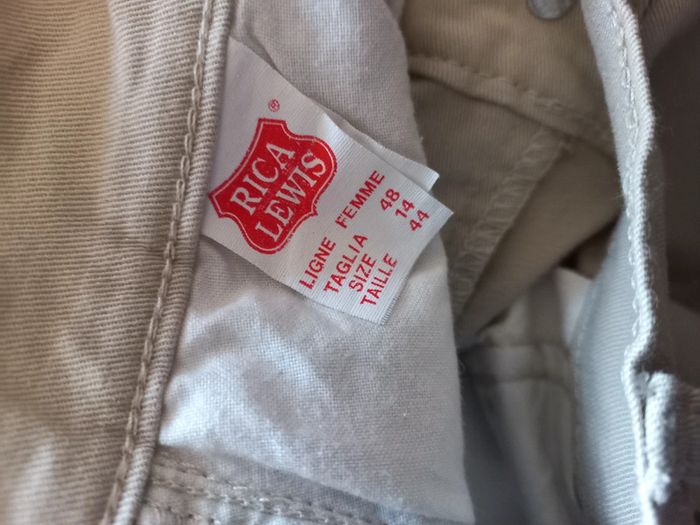 ®
RICA
LEWIS
LIGNE FEMME
TAGLIA 48
SIZE 14
TAILLE 44